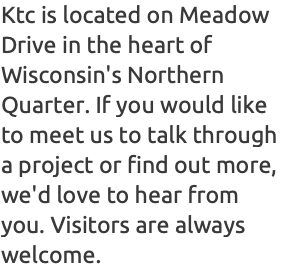 Ktc is located on Meadow
Drive in the heart of
Wisconsin's Northern
Quarter. If you would like
to meet us to talk through
a project or find out more,
we'd love to hear from
you. Visitors are always
welcome.